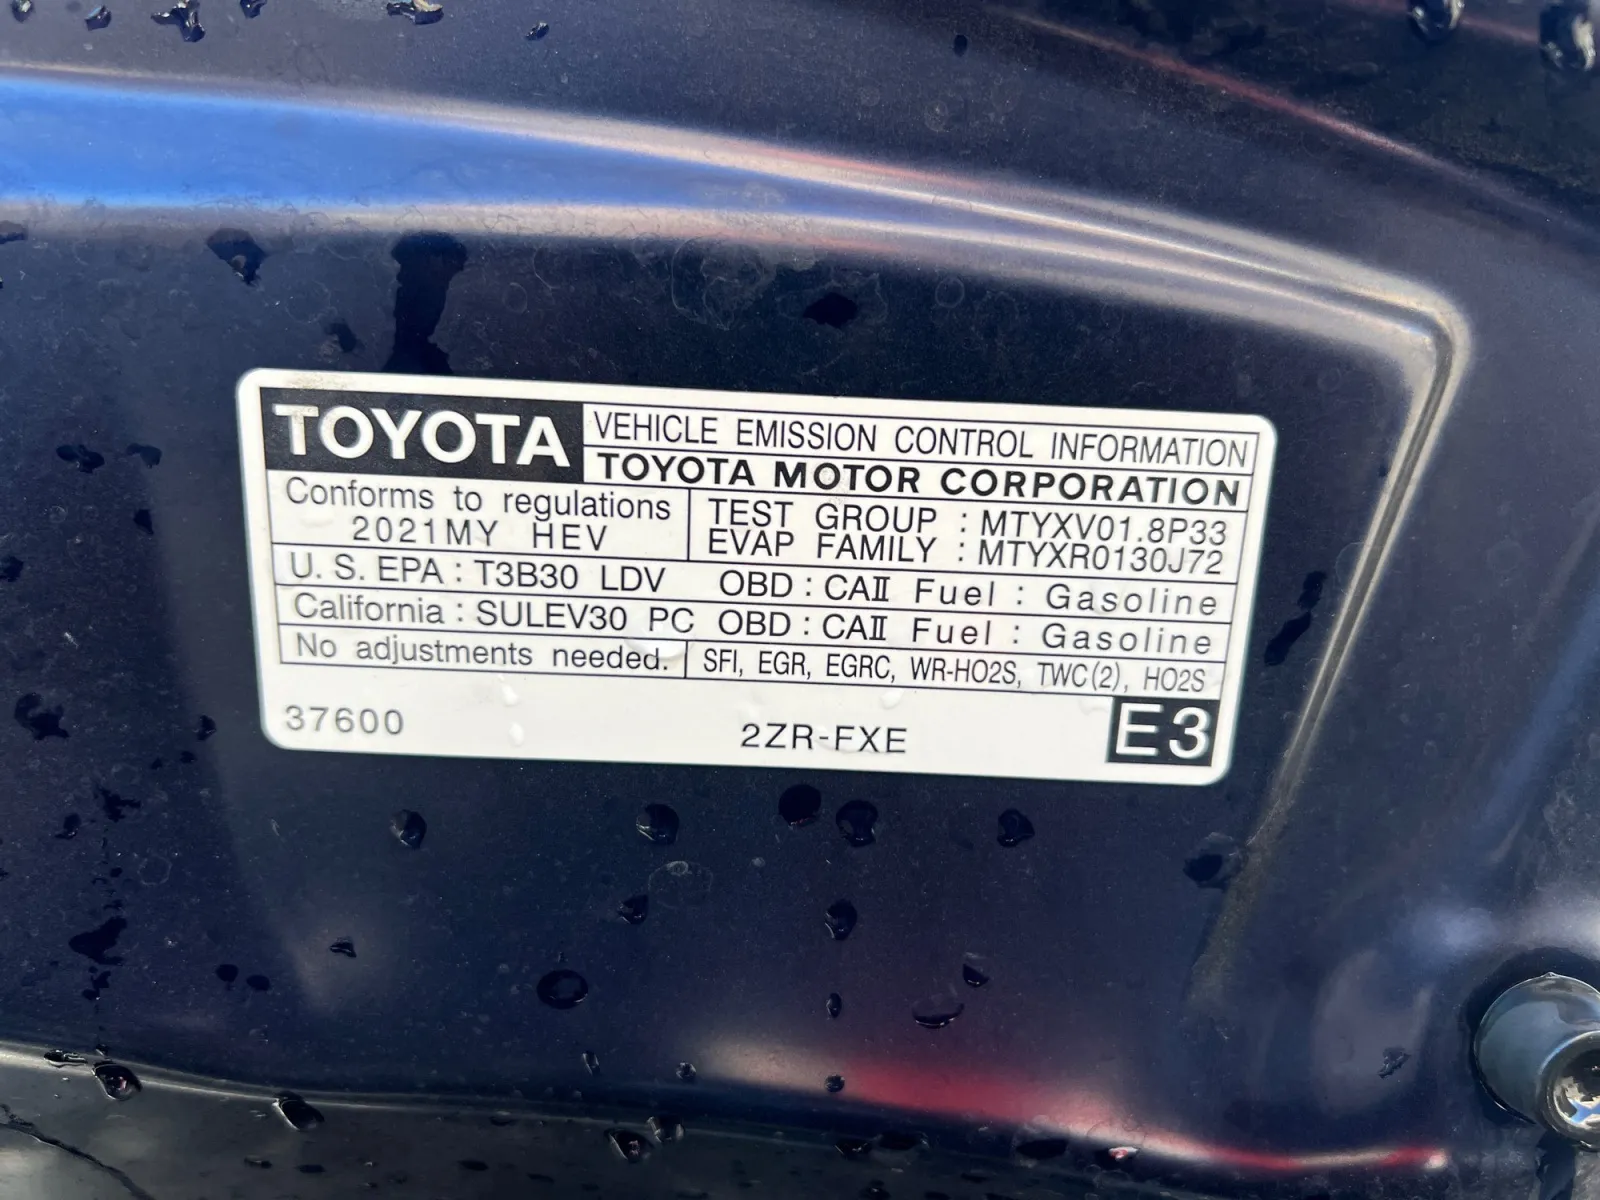 TOYOTA VEHICLE EMISSION CONTROL INFORMATION
TOYOTA MOTOR CORPORATION
Conforms to regulations
2021MY HEV
TEST GROUP : MTYXV01.8P33
EVAP FAMILY : MTYXR0130J72
U.S.EPA : T3B30 LDV OBD : CAⅡ Fuel : Gasoline
California : SULEV30 PC OBD : CAⅡ Fuel : Gasoline
No adjustments needed. SFI, EGR, EGRC, WR-HO2S, TWC(2), HO2S
37600 2ZR-FXE E3